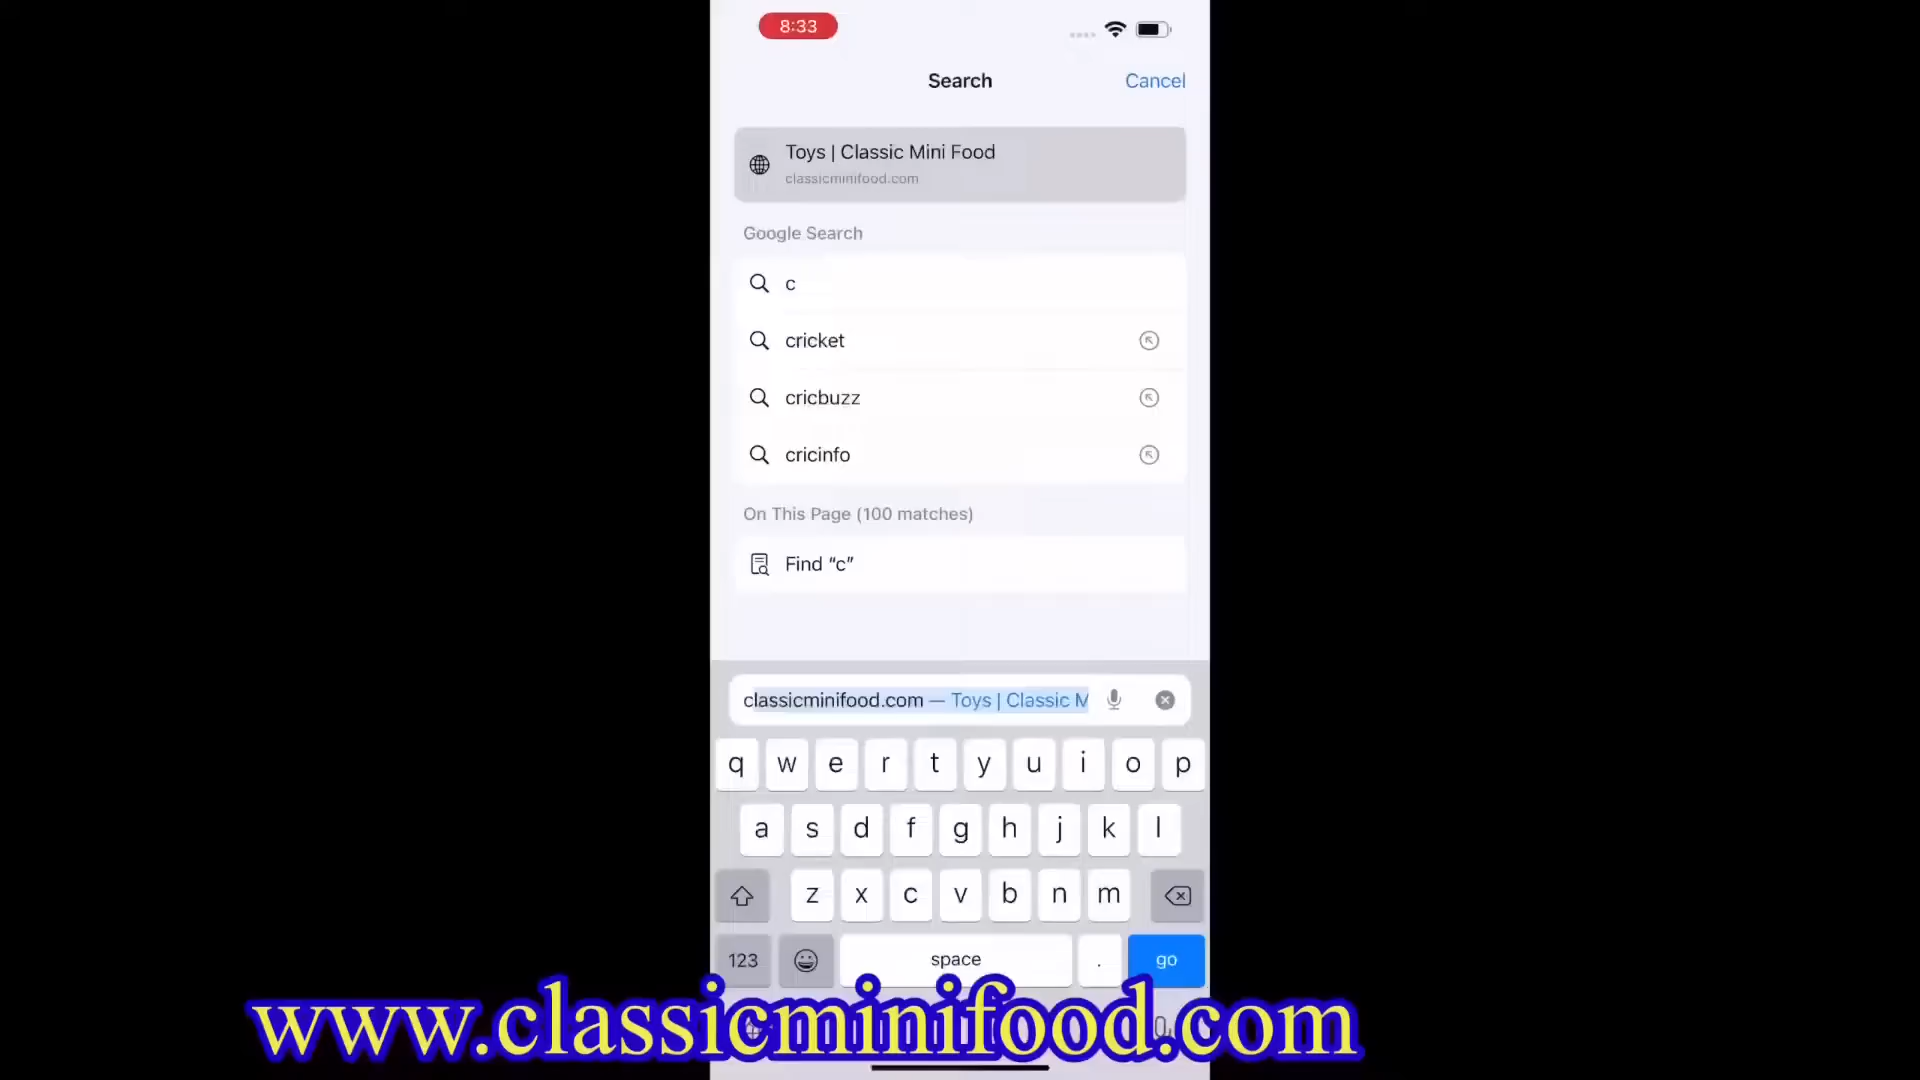 8:33
Search
Cancel
Toys | Classic Mini Food
classicminifood.com
Google Search
c
cricket
cricbuzz
cricinfo
On This Page (100 matches)
Find “c”
classicminifood.com — Toys | Classic M
q w e r t y u i o p
a s d f g h j k l
z x c v b n m
123
space
.
go
www.classicminifood.com